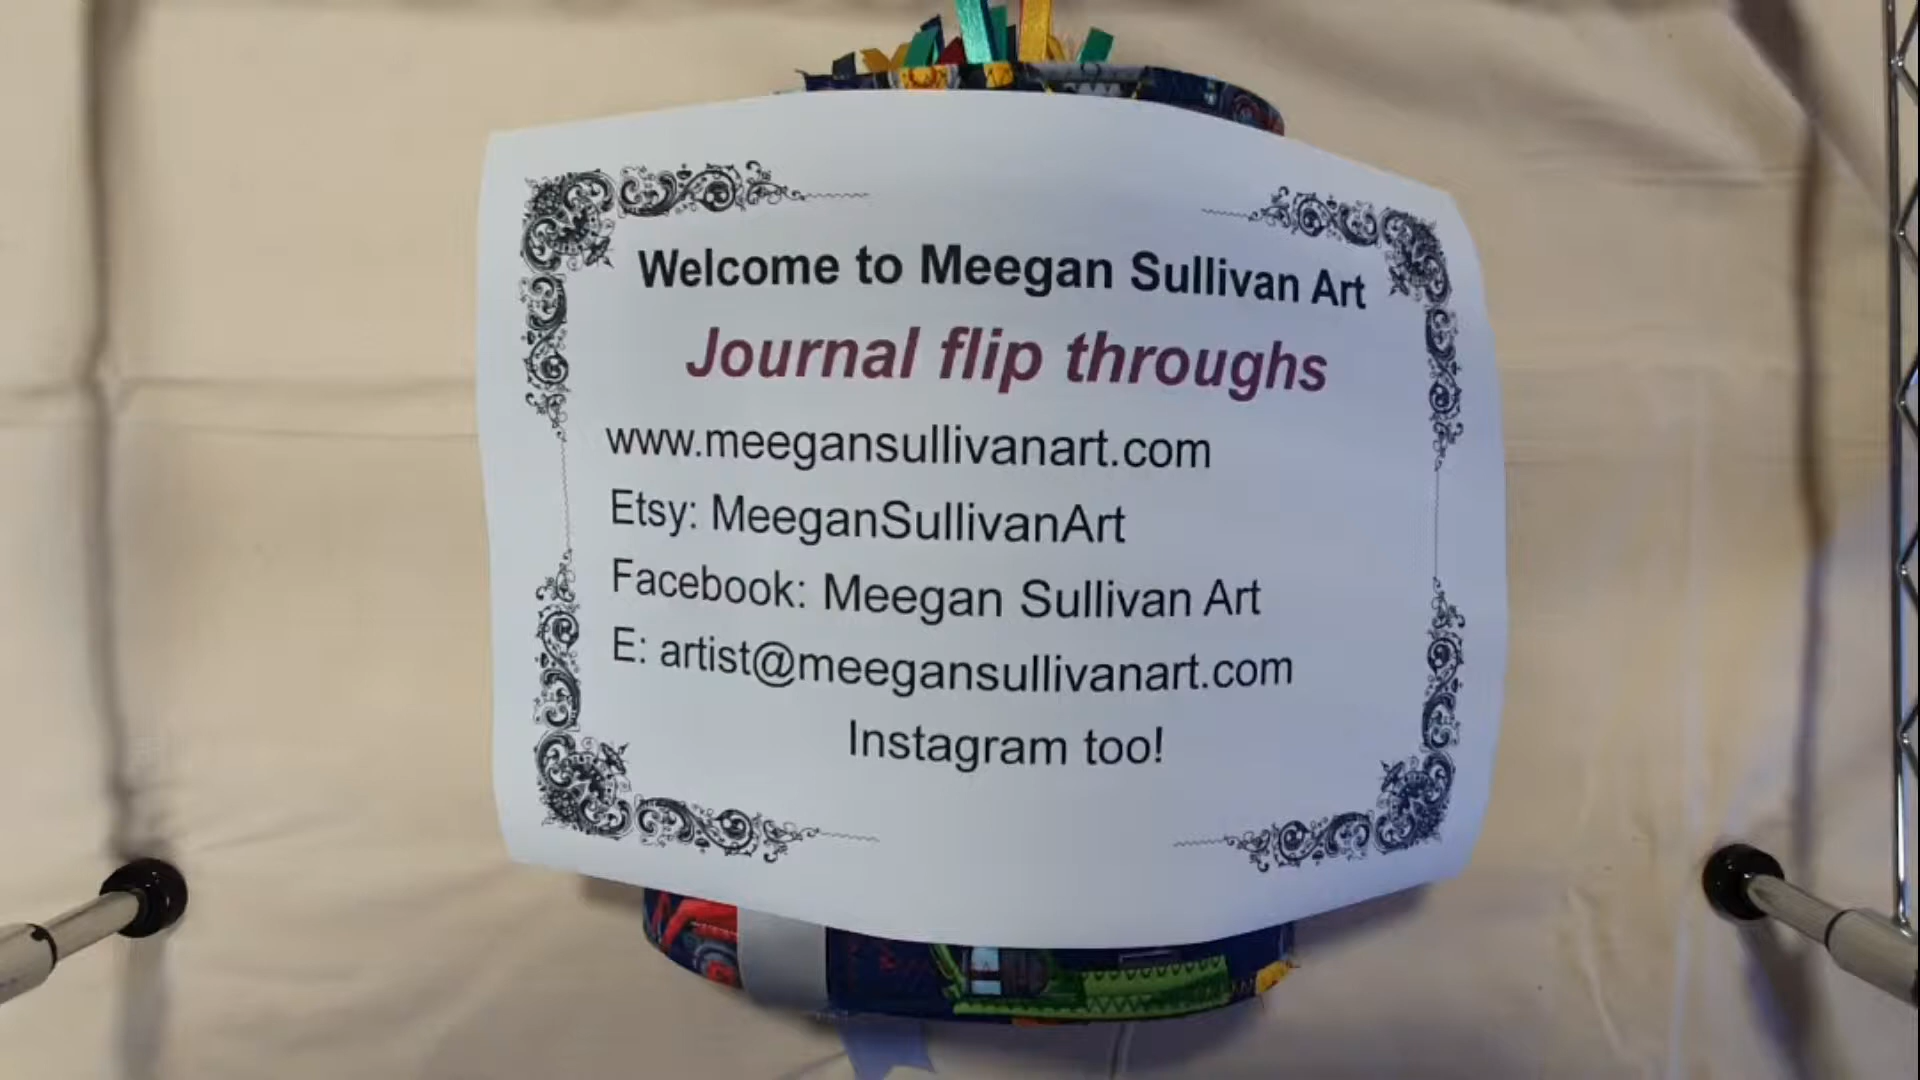 Welcome to Meegan Sullivan Art
Journal flip throughs
www.meegansullivanart.com
Etsy: MeeganSullivanArt
Facebook: Meegan Sullivan Art
E: artist@meegansullivanart.com
Instagram too!